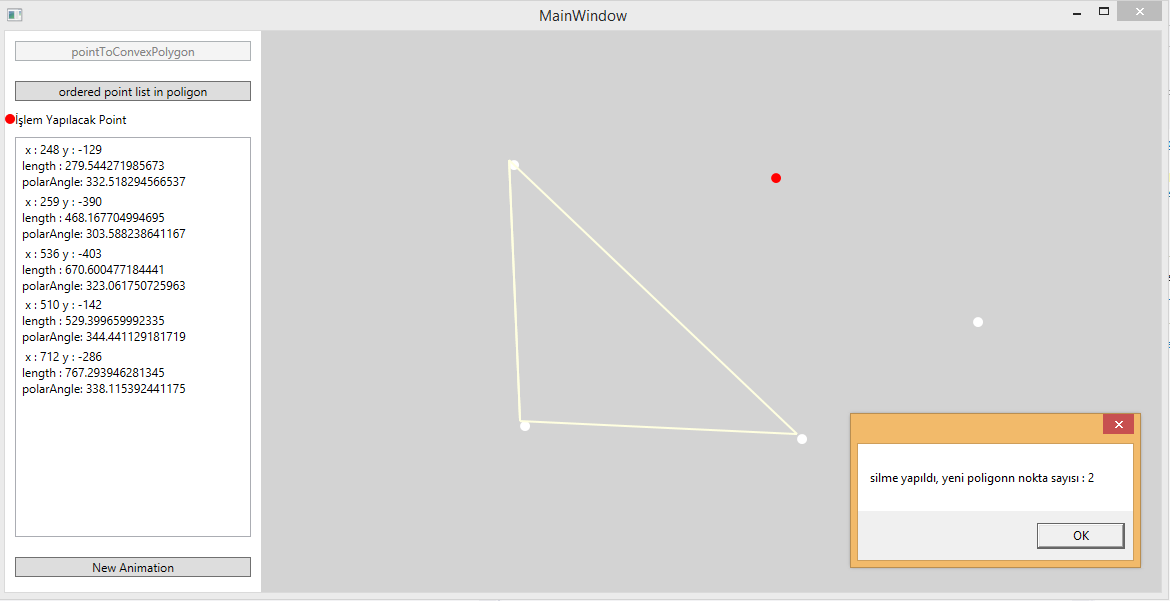 MainWindow
pointToConvexPolygon
ordered point list in poligon
İşlem Yapılacak Point
x : 248 y : -129
length : 279.544271985673
polarAngle: 332.518294566537
x : 259 y : -390
length : 468.167704994695
polarAngle: 303.588238641167
x : 536 y : -403
length : 670.600477184441
polarAngle: 323.061750725963
x : 510 y : -142
length : 529.399659992335
polarAngle: 344.441129181719
x : 712 y : -286
length : 767.293946281345
polarAngle: 338.115392441175
silme yapıldı, yeni poligonn nokta sayısı : 2
OK
New Animation